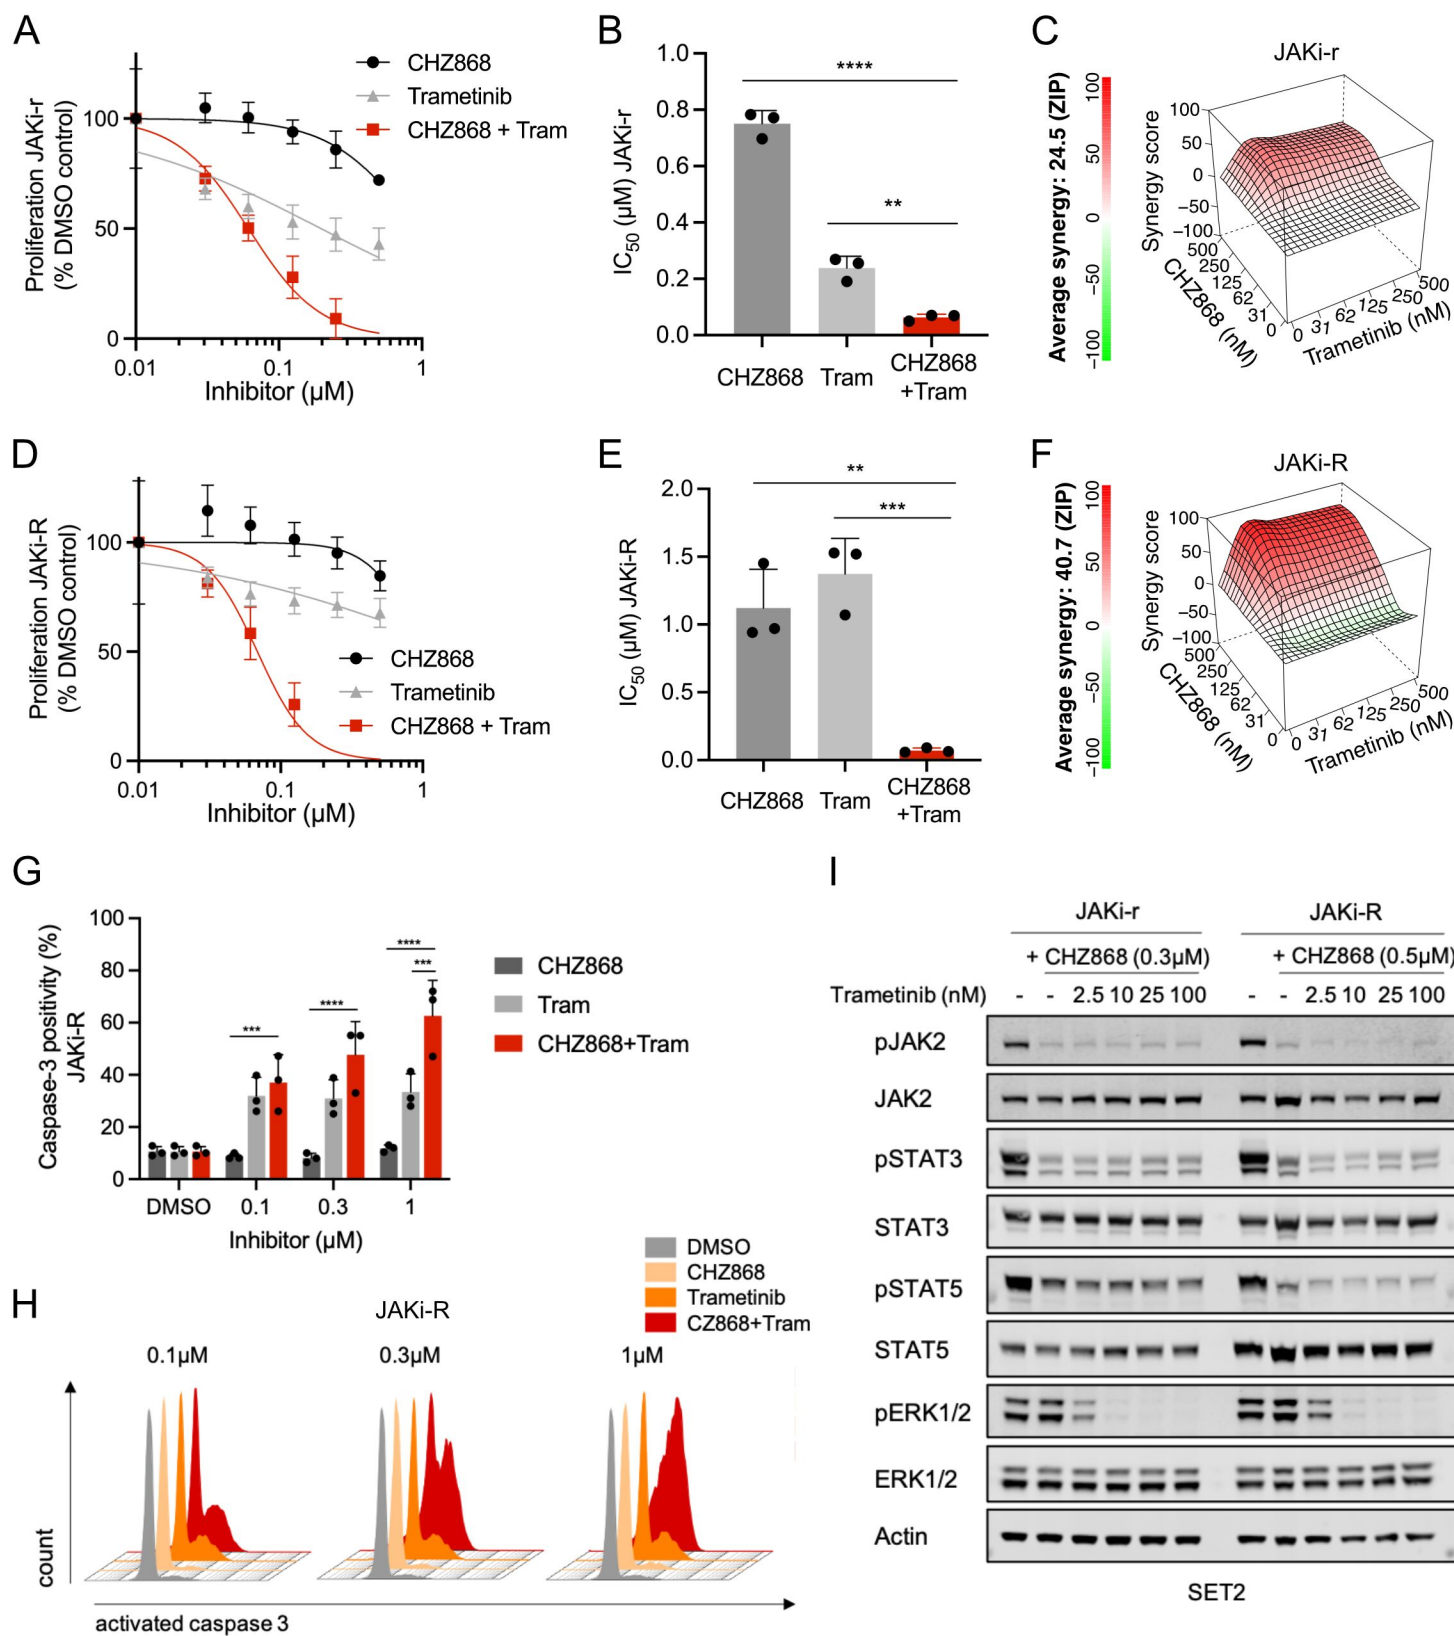 A
Proliferation JAKi-r
(% DMSO control)
100
50
0
0.01
0.1
1
Inhibitor (µM)
CHZ868
Trametinib
CHZ868 + Tram
B
IC50 (µM) JAKi-r
1.0
0.8
0.6
0.4
0.2
0.0
****
**
CHZ868
Tram
CHZ868
+Tram
C
JAKi-r
Average synergy: 24.5 (ZIP)
100
50
0
−50
−100
Synergy score
100
50
0
−50
−100
500
250
125
62
31
0
CHZ868 (nM)
0
31
62
125
250
500
Trametinib (nM)
D
Proliferation JAKi-R
(% DMSO control)
100
50
0
0.01
0.1
1
Inhibitor (µM)
CHZ868
Trametinib
CHZ868 + Tram
E
IC50 (µM) JAKi-R
2.0
1.5
1.0
0.5
0.0
**
***
CHZ868
Tram
CHZ868
+Tram
F
JAKi-R
Average synergy: 40.7 (ZIP)
100
50
0
−50
−100
Synergy score
100
50
0
−50
−100
500
250
125
62
31
0
CHZ868 (nM)
0
31
62
125
250
500
Trametinib (nM)
G
Caspase-3 positivity (%)
JAKi-R
100
80
60
40
20
0
***
****
****
***
DMSO
0.1
0.3
1
Inhibitor (µM)
CHZ868
Tram
CHZ868+Tram
H
JAKi-R
DMSO
CHZ868
Trametinib
CZ868+Tram
0.1µM
0.3µM
1µM
count
activated caspase 3
I
JAKi-r
JAKi-R
+ CHZ868 (0.3µM)
+ CHZ868 (0.5µM)
Trametinib (nM) - - 2.5 10 25 100 - - 2.5 10 25 100
pJAK2
JAK2
pSTAT3
STAT3
pSTAT5
STAT5
pERK1/2
ERK1/2
Actin
SET2